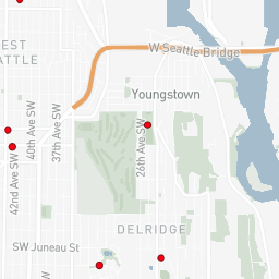 W Seattle Bridge
EST
ATTLE
Youngstown
40th Ave SW
37th Ave SW
26th Ave SW
42nd Ave SW
DELRIDGE
SW Juneau St